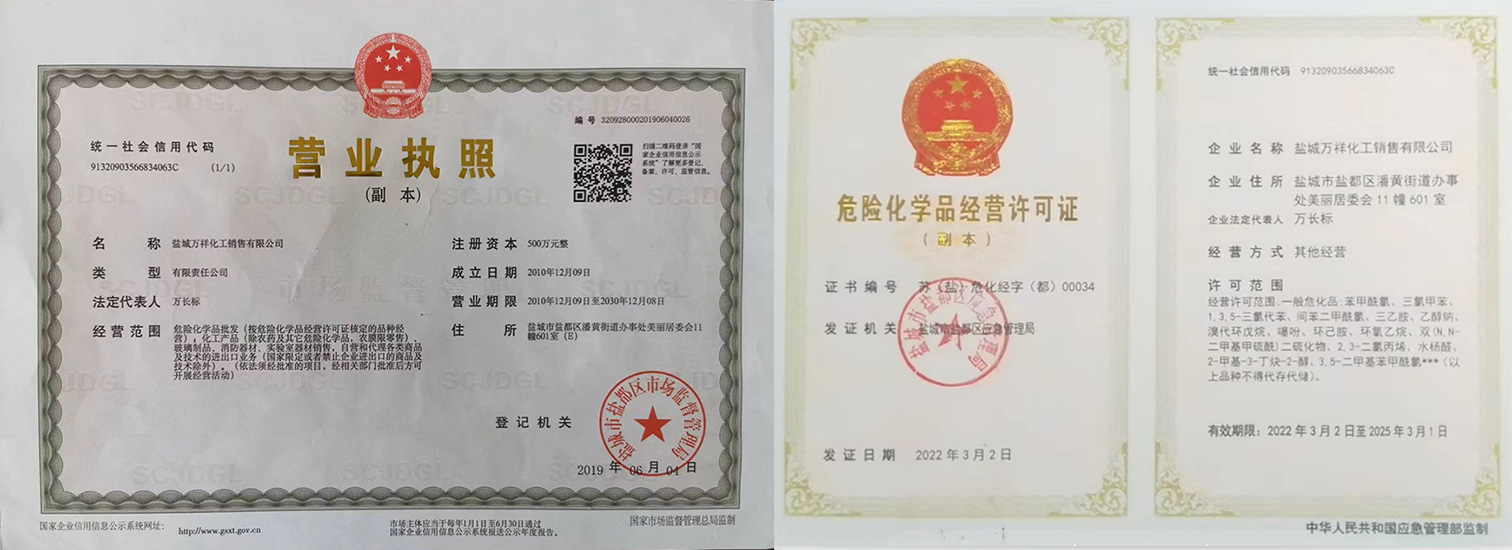 编 号 320928000201906040026
统一社会信用代码
91320903566834063C (1/1)
营业执照
(副 本)
扫描二维码登录“国
家企业信用信息公示
系统”了解更多登记、
备案、许可、监管信息。
名 称 盐城万祥化工销售有限公司
类 型 有限责任公司
法定代表人 万长标
经营范围 危险化学品批发(按危险化学品经营许可证核定的品种经
营);化工产品(除农药及其它危险化学品,农膜限零售)、
玻璃制品、消防器材、实验室器材销售,自营和代理各类商品
及技术的进出口业务(国家限定或者禁止企业进出口的商品及
技术除外)。(依法须经批准的项目,经相关部门批准后方可
开展经营活动)
注册资本 500万元整
成立日期 2010年12月09日
营业期限 2010年12月09日至2030年12月08日
住 所 盐城市盐都区潘黄街道办事处美丽居委会11
幢601室(E)
登记机关
盐城市盐都区市场监督管理局
2019 年 06 月 04 日
国家企业信用信息公示系统网址: http://www.gsxt.gov.cn
市场主体应当于每年1月1日至6月30日通过
国家企业信用信息公示系统报送公示年度报告。
国家市场监督管理总局监制
SCJDGL
市场监督管
危险化学品经营许可证
(副本)
证书编号 苏(盐)危化经字(都)00034
发证机关 盐城市盐都区应急管理局
盐城市盐都区应急管理局
发证日期 2022年3月2日
统一社会信用代码 91320903566834063C
企业名称 盐城万祥化工销售有限公司
企业住所 盐城市盐都区潘黄街道办事
处美丽居委会11幢601室
企业法定代表人 万长标
经营方式 其他经营
许可范围
经营许可范围:一般危化品:苯甲酰氯、三氯甲苯、
1,3,5-三氯代苯、间苯二甲酰氯、三乙胺、乙醇钠、
溴代环戊烷、噻吩、环己胺、环氧乙烷、双(N,N-
二甲基甲硫酰)二硫化物、2,3-二氯丙烯、水杨醛、
2-甲基-3-丁炔-2-醇、3,5-二甲基苯甲酰氯***(以
上品种不得代存代储)。
有效期限:2022年3月2日至2025年3月1日
中华人民共和国应急管理部监制